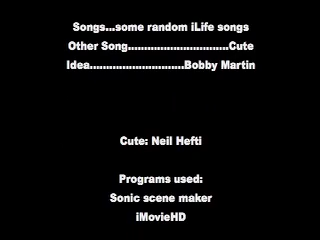 Songs...some random iLife songs
Other Song...............................Cute
Idea.............................Bobby Martin
Cute: Neil Hefti
Programs used:
Sonic scene maker
iMovieHD